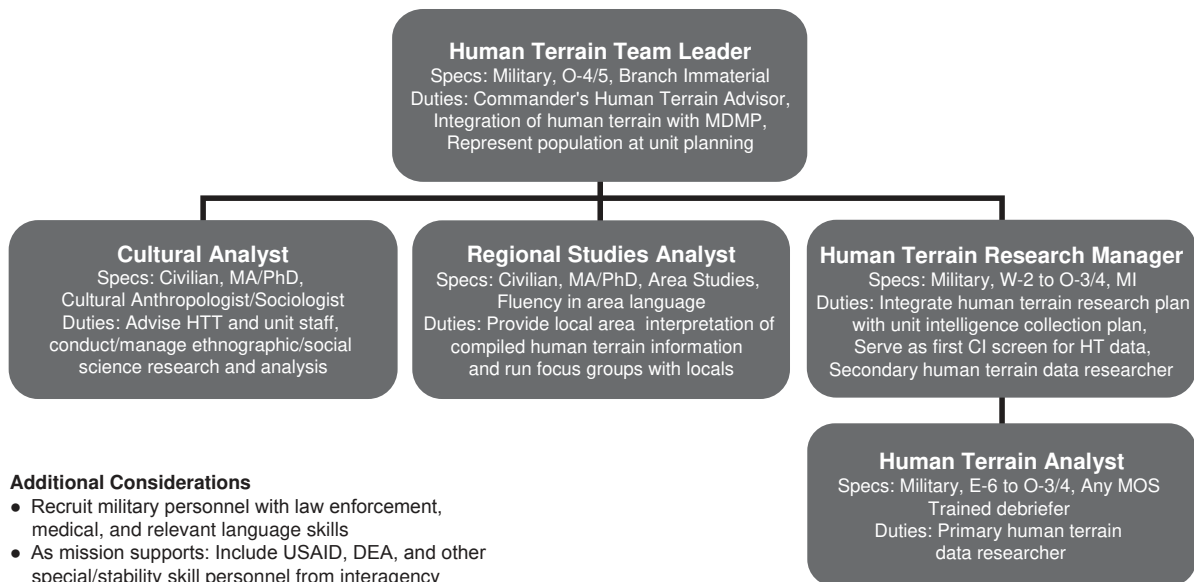 Human Terrain Team Leader
Specs: Military, O-4/5, Branch Immaterial
Duties: Commander's Human Terrain Advisor,
Integration of human terrain with MDMP,
Represent population at unit planning
Cultural Analyst
Specs: Civilian, MA/PhD,
Cultural Anthropologist/Sociologist
Duties: Advise HTT and unit staff,
conduct/manage ethnographic/social
science research and analysis
Regional Studies Analyst
Specs: Civilian, MA/PhD, Area Studies,
Fluency in area language
Duties: Provide local area interpretation of
compiled human terrain information
and run focus groups with locals
Human Terrain Research Manager
Specs: Military, W-2 to O-3/4, MI
Duties: Integrate human terrain research plan
with unit intelligence collection plan,
Serve as first CI screen for HT data,
Secondary human terrain data researcher
Human Terrain Analyst
Specs: Military, E-6 to O-3/4, Any MOS
Trained debriefer
Duties: Primary human terrain
data researcher
Additional Considerations
● Recruit military personnel with law enforcement,
medical, and relevant language skills
● As mission supports: Include USAID, DEA, and other
special/stability skill personnel from interagency